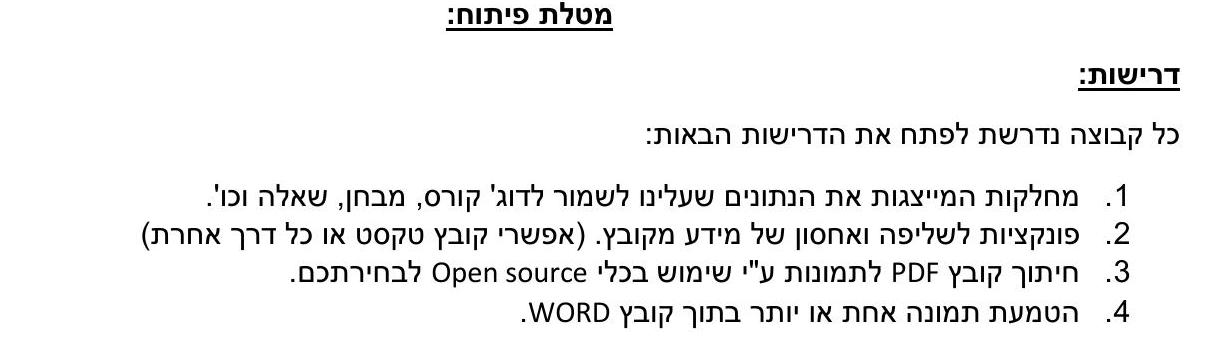 מטלת פיתוח:
דרישות:
כל קבוצה נדרשת לפתח את הדרישות הבאות:
1. מחלקות המייצגות את הנתונים שעלינו לשמור לדוג' קורס, מבחן, שאלה וכו'.
2. פונקציות לשליפה ואחסון של מידע מקובץ. (אפשרי קובץ טקסט או כל דרך אחרת)
3. חיתוך קובץ PDF לתמונות ע"י שימוש בכלי Open source לבחירתכם.
4. הטמעת תמונה אחת או יותר בתוך קובץ WORD.